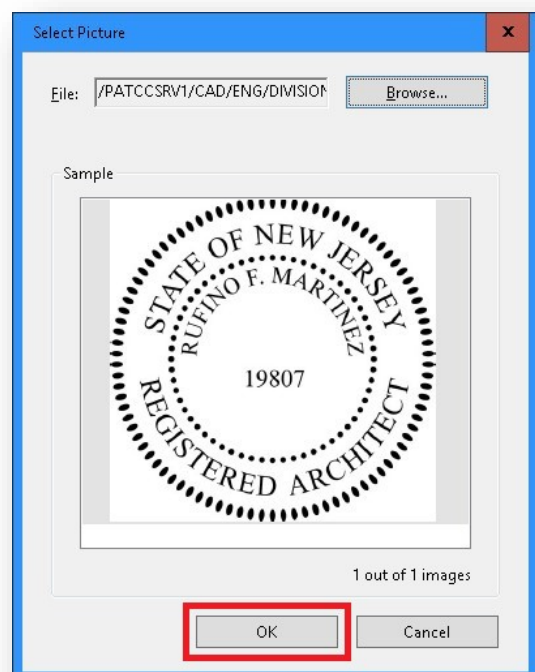 Select Picture
x
File: /PATCCSRV1/CAD/ENG/DIVISION
Browse...
Sample
STATE OF NEW JERSEY
RUFINO F. MARTINEZ
19807
REGISTERED ARCHITECT
1 out of 1 images
OK
Cancel